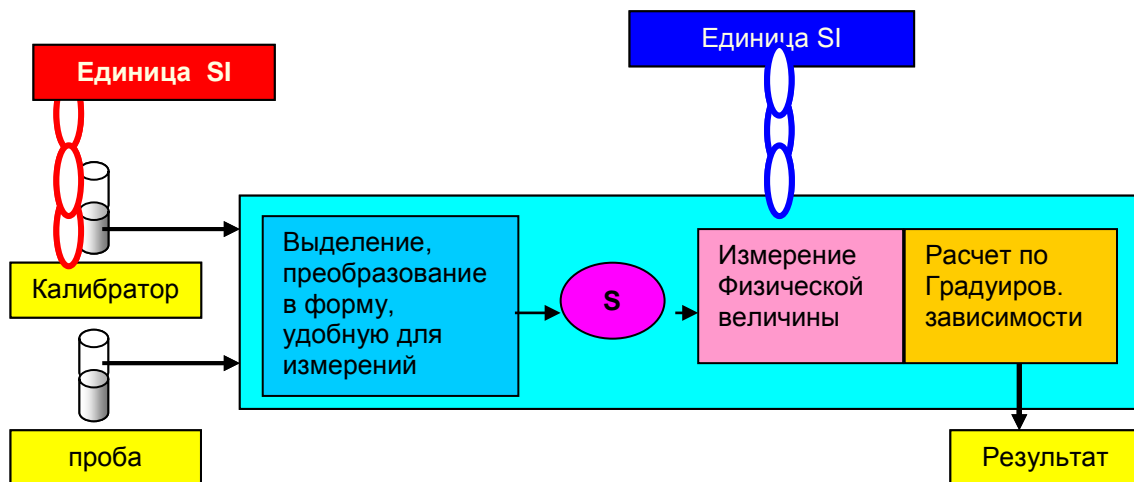 Единица SI
Единица SI
Калибратор
Выделение,
преобразование
в форму,
удобную для
измерений
S
Измерение
Физической
величины
Расчет по
Градуиров.
зависимости
проба
Результат